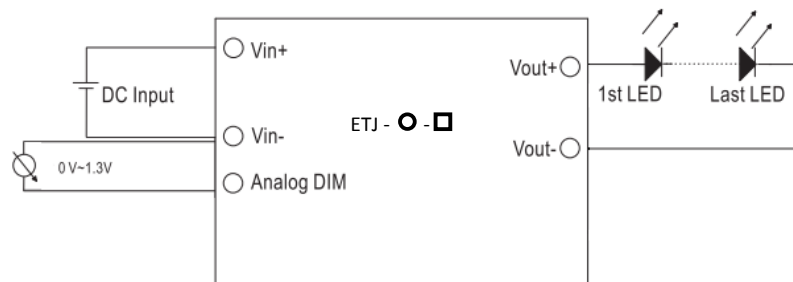 Vin+
DC Input
Vin-
0 V~1.3V
Analog DIM
ETJ - O - □
Vout+
1st LED
Last LED
Vout-